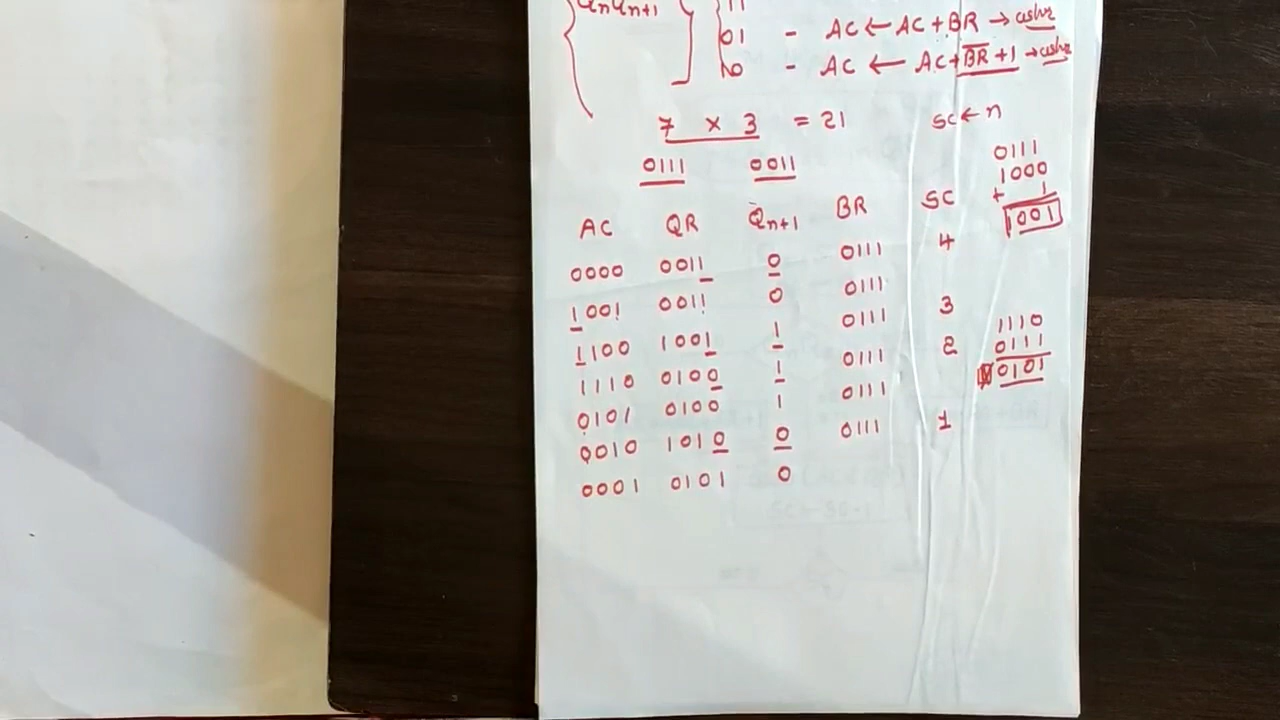 QnQn+1 11
01 - AC ← AC + BR → ashr
10 - AC ← AC + B̅R̅ + 1 → ashr
7 × 3 = 21 SC ← n
0111 0011
0111
1000
+ 1
1001
AC QR Qn+1 BR SC
0000 0011 0 0111 4
1001 0011 0 0111
1100 1001 1 0111 3
1110 0100 1 0111 2
0101 0100 1 0111
0010 1010 0 0111 1
0001 0101 0
1110
0111
0101